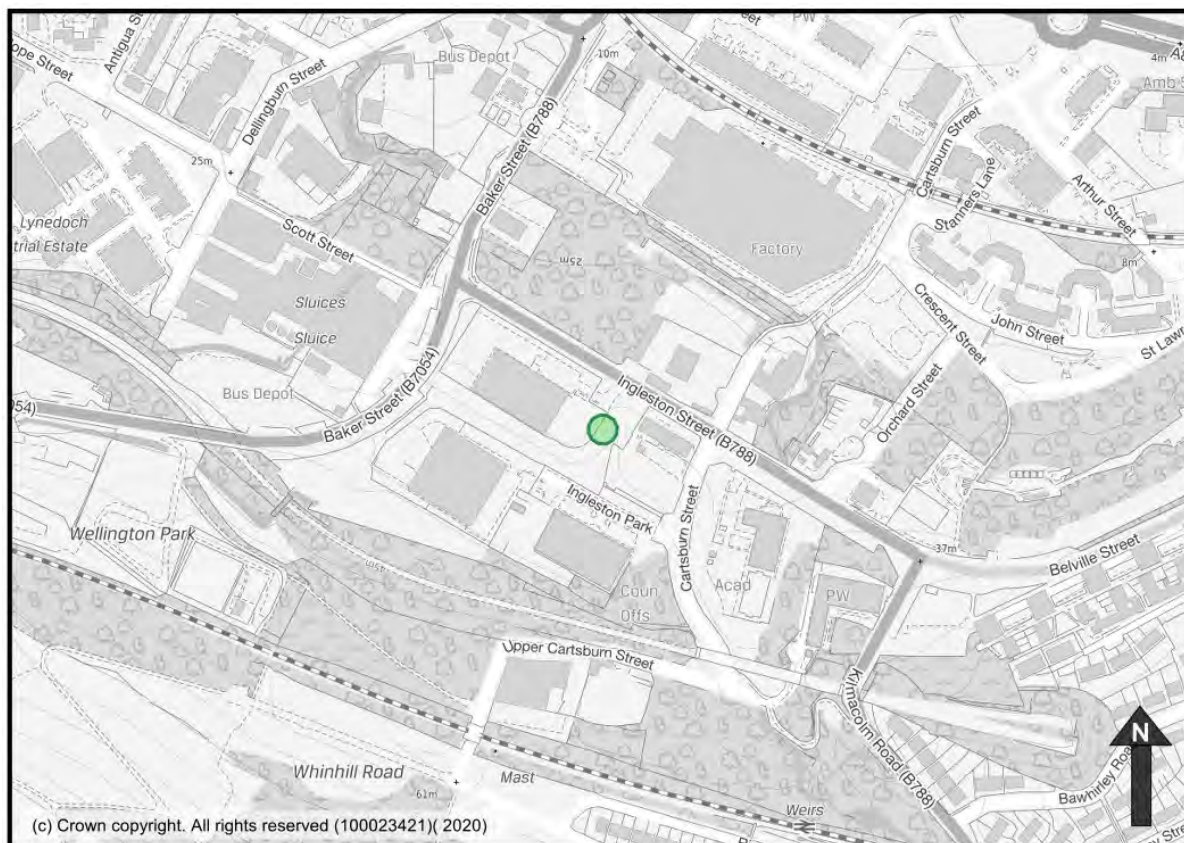 PW
Bus Depot
10m
4m
Antigua St
ope Street
Dellingburn Street
25m
Baker Street (B788)
Cartsburn Street
Stanners Lane
Arthur Street
8m
Lynedoch
trial Estate
Scott Street
25m
Factory
Sluices
Sluice
Crescent Street
John Street
St Lawr
Bus Depot
Baker Street (B7054)
054)
Ingleston Street (B788)
Orchard Street
Ingleston Park
Cartsburn Street
37m
Belville Street
Wellington Park
45m
Coun
Offs
Acad
PW
Upper Cartsburn Street
Kilmacolm Road (B788)
N
Whinhill Road
Mast
61m
Weirs
Bawhirley Road
(c) Crown copyright. All rights reserved (100023421)( 2020)